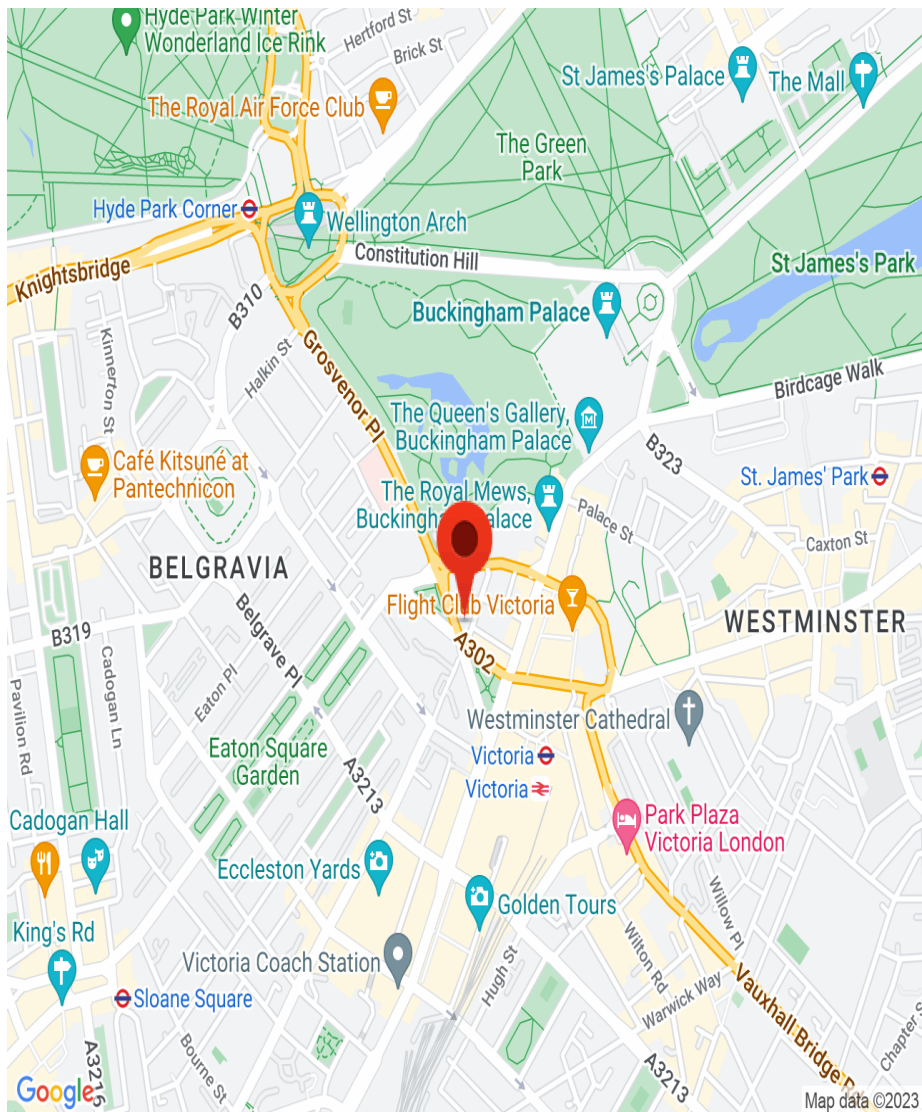 Hyde Park Winter
Wonderland Ice Rink
Hertford St
Brick St
St James's Palace
The Mall
The Royal Air Force Club
The Green
Park
Hyde Park Corner
Wellington Arch
Constitution Hill
St James's Park
Knightsbridge
B310
Buckingham Palace
Kinnerton St
Halkin St
Grosvenor Pl
Birdcage Walk
The Queen's Gallery,
Buckingham Palace
B323
Café Kitsuné at
Pantechnicon
St. James' Park
The Royal Mews,
Buckingham Palace
Palace St
Caxton St
BELGRAVIA
Flight Club Victoria
WESTMINSTER
B319
Belgrave Pl
A302
Cadogan Ln
Eaton Pl
Pavilion Rd
Westminster Cathedral
Eaton Square
Garden
Victoria
Victoria
A3213
Park Plaza
Victoria London
Cadogan Hall
Eccleston Yards
Golden Tours
Willow Pl
King's Rd
Victoria Coach Station
Hugh St
Wilton Rd
Warwick Way
Vauxhall Bridge R
Sloane Square
Bourne St
A3216
A3213
Chapter S
Google
Map data ©2023